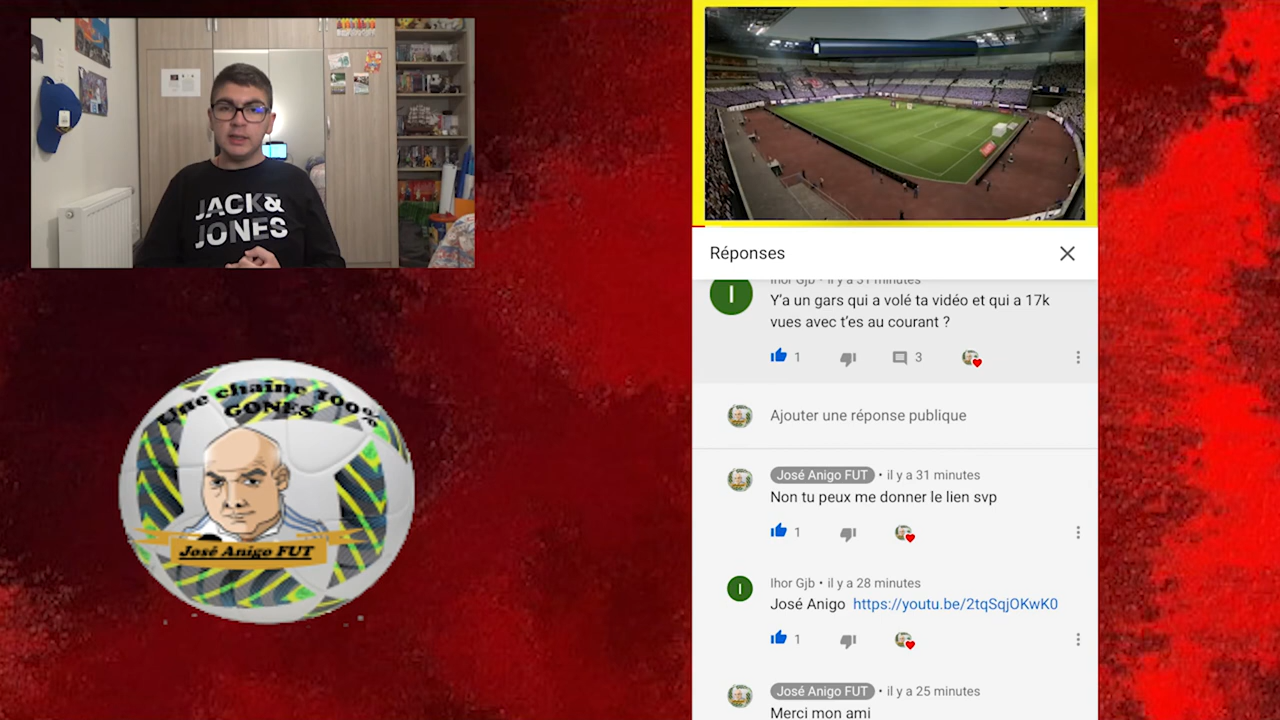 JACK&
JONES
Une chaine 100%
GONES
José Anigo FUT
Réponses
Ihor Gjb • il y a 31 minutes
Y'a un gars qui a volé ta vidéo et qui a 17k
vues avec t'es au courant ?
1
3
Ajouter une réponse publique
José Anigo FUT • il y a 31 minutes
Non tu peux me donner le lien svp
1
I
Ihor Gjb • il y a 28 minutes
José Anigo https://youtu.be/2tqSqjOKwK0
1
José Anigo FUT • il y a 25 minutes
Merci mon ami